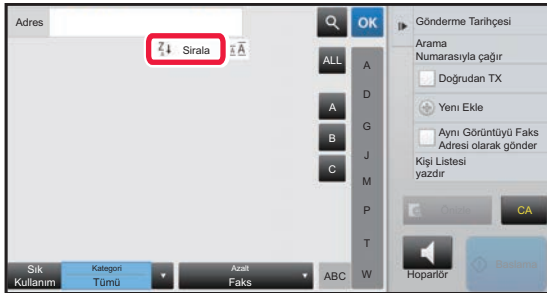 Adres
OK
Gönderme Tarihçesi
Z↓ Sırala
A A
Arama
Numarasıyla çağır
ALL
A
Doğrudan TX
D
Yeni Ekle
A
B
G
Aynı Görüntüyü Faks
Adresi olarak gönder
J
C
Kişi Listesi
yazdır
M
P
CA
T
Sık
Kullanım
Kategori
Tümü
Azalt
Faks
ABC
W
Hoparlör